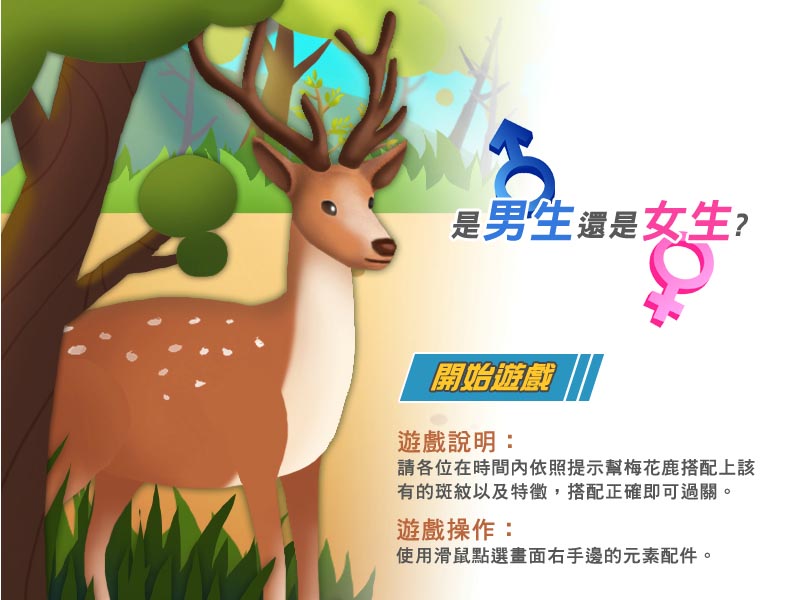 是男生還是女生?
開始遊戲
遊戲說明：
請各位在時間內依照提示幫梅花鹿搭配上該
有的斑紋以及特徵，搭配正確即可過關。
遊戲操作：
使用滑鼠點選畫面右手邊的元素配件。